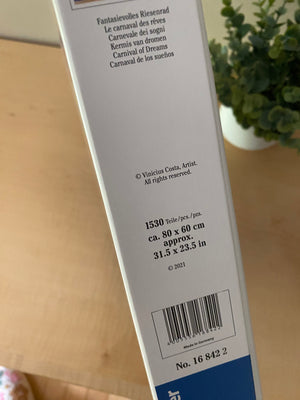 Fantasievolles Riesenrad
Le carnaval des rêves
Carnevale dei sogni
Kermis van dromen
Carnival of Dreams
Carnaval de los sueños
© Vinicius Costa, Artist.
All rights reserved.
1530 Teile/pcs./pzs.
ca. 80 x 60 cm
approx.
31.5 x 23.5 in
© 2021
Made in Germany
No. 16 842 2
er